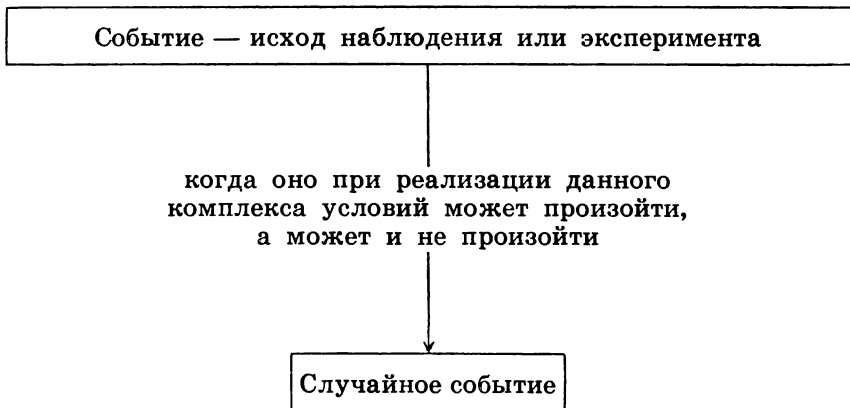 Событие — исход наблюдения или эксперимента
когда оно при реализации данного
комплекса условий может произойти,
а может и не произойти
Случайное событие